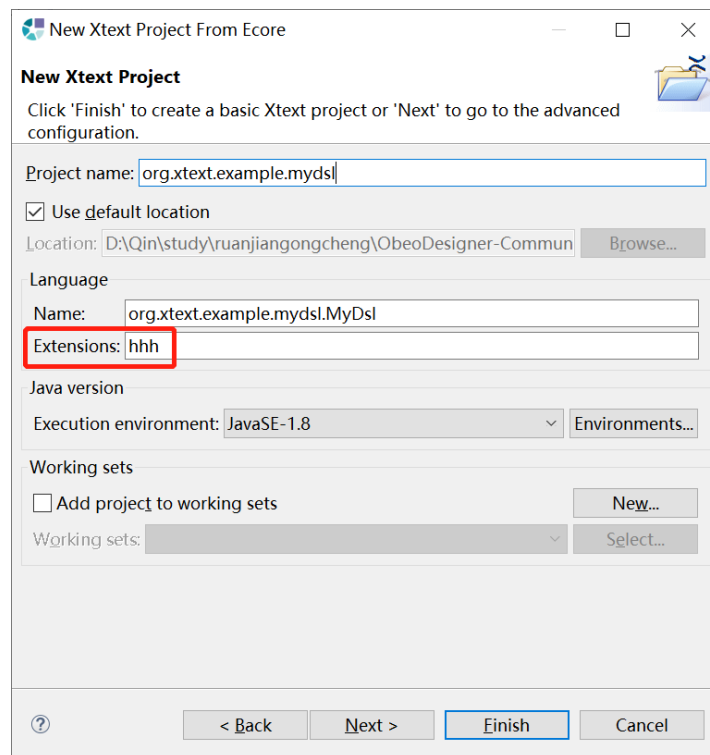 New Xtext Project From Ecore
New Xtext Project
Click 'Finish' to create a basic Xtext project or 'Next' to go to the advanced
configuration.
Project name: org.xtext.example.mydsl
Use default location
Location: D:\Qin\study\ruanjiangongcheng\ObeoDesigner-Commun Browse...
Language
Name: org.xtext.example.mydsl.MyDsl
Extensions: hhh
Java version
Execution environment: JavaSE-1.8 Environments...
Working sets
Add project to working sets New...
Working sets: Select...
? < Back Next > Finish Cancel